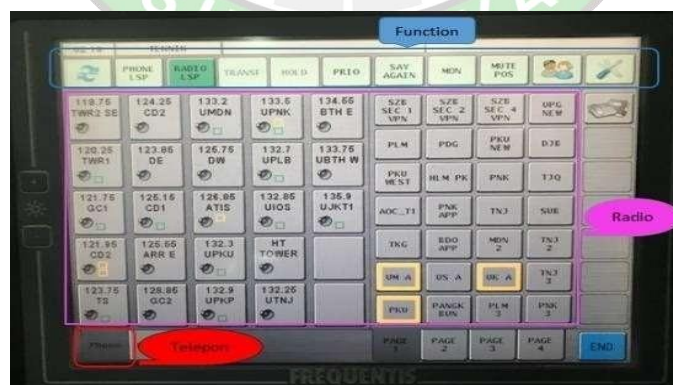 Function
PHONE LSP
RADIO LSP
TRANSF
HOLD
PRIO
SAY AGAIN
MON
MUTE POS
118.75 TWR2 SE
124.25 CD2
133.2 UMDN
133.5 UPNK
134.55 BTH E
SZB SEC 1 VPN
SZB SEC 2 VPN
SZB SEC 4 VPN
UPG NEW
120.25 TWR1
123.85 DE
125.75 DW
132.7 UPLB
133.75 UBTH W
PLM
PDG
PKU NEW
DJB
PKU WEST
HLM PK
PNK
TJQ
121.75 GC1
125.15 CD1
126.85 ATIS
132.85 UIOS
135.9 UJKT1
AOC_T1
PNK APP
TNJ
SUB
Radio
121.95 CD2
125.55 ARR E
132.3 UPKU
HT TOWER
TKG
BDO APP
MDN 2
TNJ 2
UM A
US A
UK A
TNJ 3
123.75 TS
128.85 GC2
132.9 UPKP
132.25 UTNJ
PKU
PANGK BUN
PLM 3
PNK 3
Phone
Telepon
PAGE 1
PAGE 2
PAGE 3
PAGE 4
END
FREQUENTIS